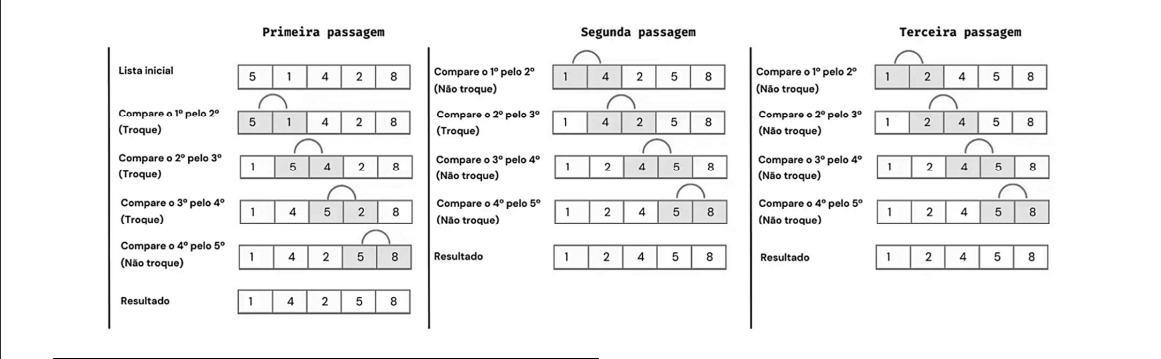 Primeira passagem
Lista inicial
5 1 4 2 8
Compare o 1º pelo 2º
(Troque)
5 1 4 2 8
Compare o 2º pelo 3º
(Troque)
1 5 4 2 8
Compare o 3º pelo 4º
(Troque)
1 4 5 2 8
Compare o 4º pelo 5º
(Não troque)
1 4 2 5 8
Resultado
1 4 2 5 8
Segunda passagem
Compare o 1º pelo 2º
(Não troque)
1 4 2 5 8
Compare o 2º pelo 3º
(Troque)
1 4 2 5 8
Compare o 3º pelo 4º
(Não troque)
1 2 4 5 8
Compare o 4º pelo 5º
(Não troque)
1 2 4 5 8
Resultado
1 2 4 5 8
Terceira passagem
Compare o 1º pelo 2º
(Não troque)
1 2 4 5 8
Compare o 2º pelo 3º
(Não troque)
1 2 4 5 8
Compare o 3º pelo 4º
(Não troque)
1 2 4 5 8
Compare o 4º pelo 5º
(Não troque)
1 2 4 5 8
Resultado
1 2 4 5 8